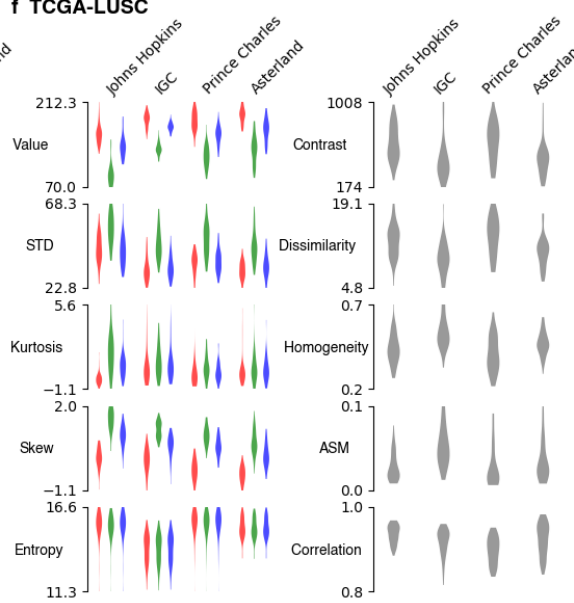 f TCGA-LUSC
nd
Johns Hopkins
IGC
Prince Charles
Asterland
Johns Hopkins
IGC
Prince Charles
Asterlan
212.3
Value
70.0
1008
Contrast
174
68.3
STD
22.8
19.1
Dissimilarity
4.8
5.6
Kurtosis
−1.1
0.7
Homogeneity
0.2
2.0
Skew
−1.1
0.1
ASM
0.0
16.6
Entropy
11.3
1.0
Correlation
0.8